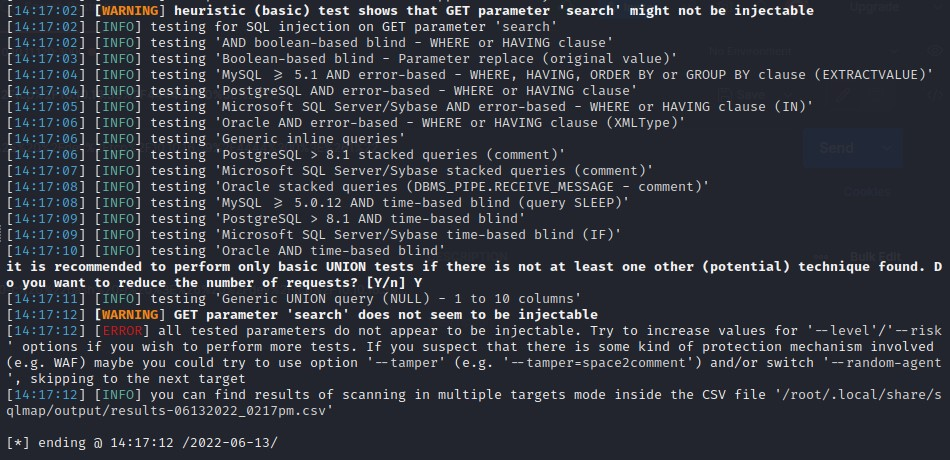 [14:17:02] [WARNING] heuristic (basic) test shows that GET parameter 'search' might not be injectable
[14:17:02] [INFO] testing for SQL injection on GET parameter 'search'
[14:17:02] [INFO] testing 'AND boolean-based blind - WHERE or HAVING clause'
[14:17:03] [INFO] testing 'Boolean-based blind - Parameter replace (original value)'
[14:17:04] [INFO] testing 'MySQL ≥ 5.1 AND error-based - WHERE, HAVING, ORDER BY or GROUP BY clause (EXTRACTVALUE)'
[14:17:04] [INFO] testing 'PostgreSQL AND error-based - WHERE or HAVING clause'
[14:17:05] [INFO] testing 'Microsoft SQL Server/Sybase AND error-based - WHERE or HAVING clause (IN)'
[14:17:06] [INFO] testing 'Oracle AND error-based - WHERE or HAVING clause (XMLType)'
[14:17:06] [INFO] testing 'Generic inline queries'
[14:17:06] [INFO] testing 'PostgreSQL > 8.1 stacked queries (comment)'
[14:17:07] [INFO] testing 'Microsoft SQL Server/Sybase stacked queries (comment)'
[14:17:08] [INFO] testing 'Oracle stacked queries (DBMS_PIPE.RECEIVE_MESSAGE - comment)'
[14:17:08] [INFO] testing 'MySQL ≥ 5.0.12 AND time-based blind (query SLEEP)'
[14:17:09] [INFO] testing 'PostgreSQL > 8.1 AND time-based blind'
[14:17:09] [INFO] testing 'Microsoft SQL Server/Sybase time-based blind (IF)'
[14:17:10] [INFO] testing 'Oracle AND time-based blind'
it is recommended to perform only basic UNION tests if there is not at least one other (potential) technique found. D
o you want to reduce the number of requests? [Y/n] Y
[14:17:11] [INFO] testing 'Generic UNION query (NULL) - 1 to 10 columns'
[14:17:12] [WARNING] GET parameter 'search' does not seem to be injectable
[14:17:12] [ERROR] all tested parameters do not appear to be injectable. Try to increase values for '--level'/'--risk
' options if you wish to perform more tests. If you suspect that there is some kind of protection mechanism involved
(e.g. WAF) maybe you could try to use option '--tamper' (e.g. '--tamper=space2comment') and/or switch '--random-agent
', skipping to the next target
[14:17:12] [INFO] you can find results of scanning in multiple targets mode inside the CSV file '/root/.local/share/s
qlmap/output/results-06132022_0217pm.csv'
[*] ending @ 14:17:12 /2022-06-13/
Upgrade
Send
Bulk Edit